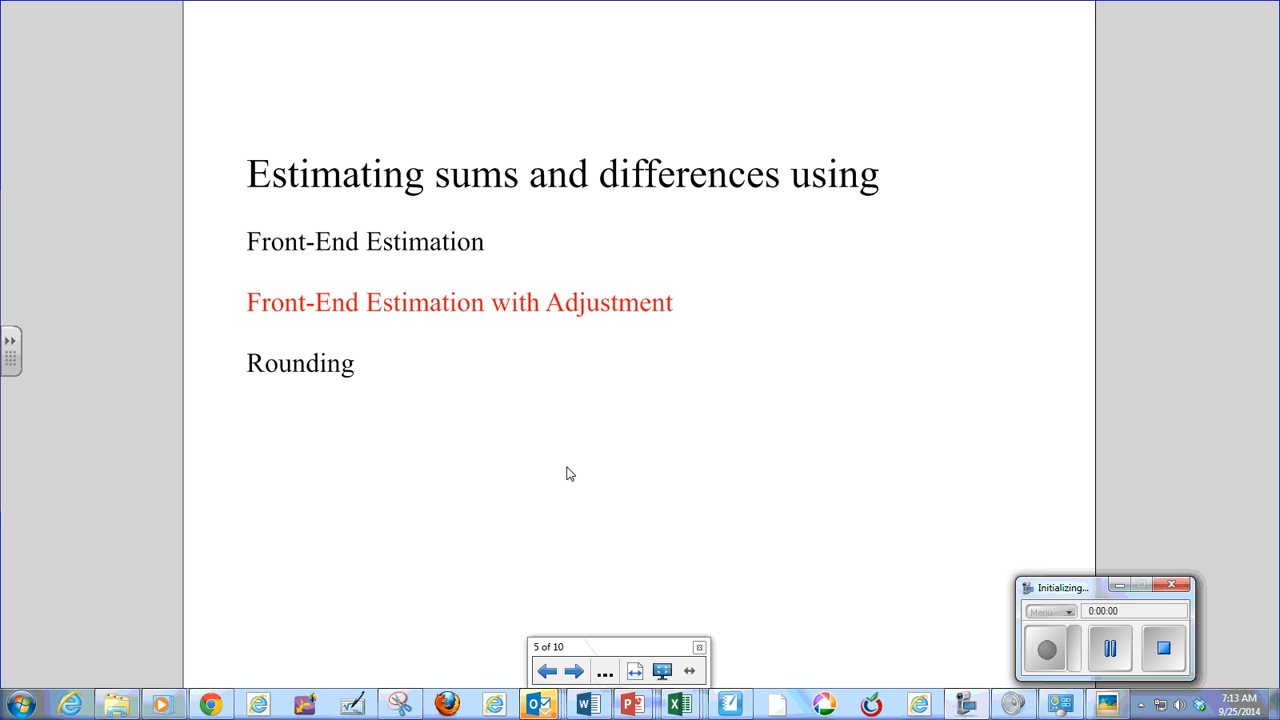 Estimating sums and differences using
Front-End Estimation
Front-End Estimation with Adjustment
Rounding
Initializing...
Menu
0:00:00
5 of 10
...
7:13 AM
9/25/2014